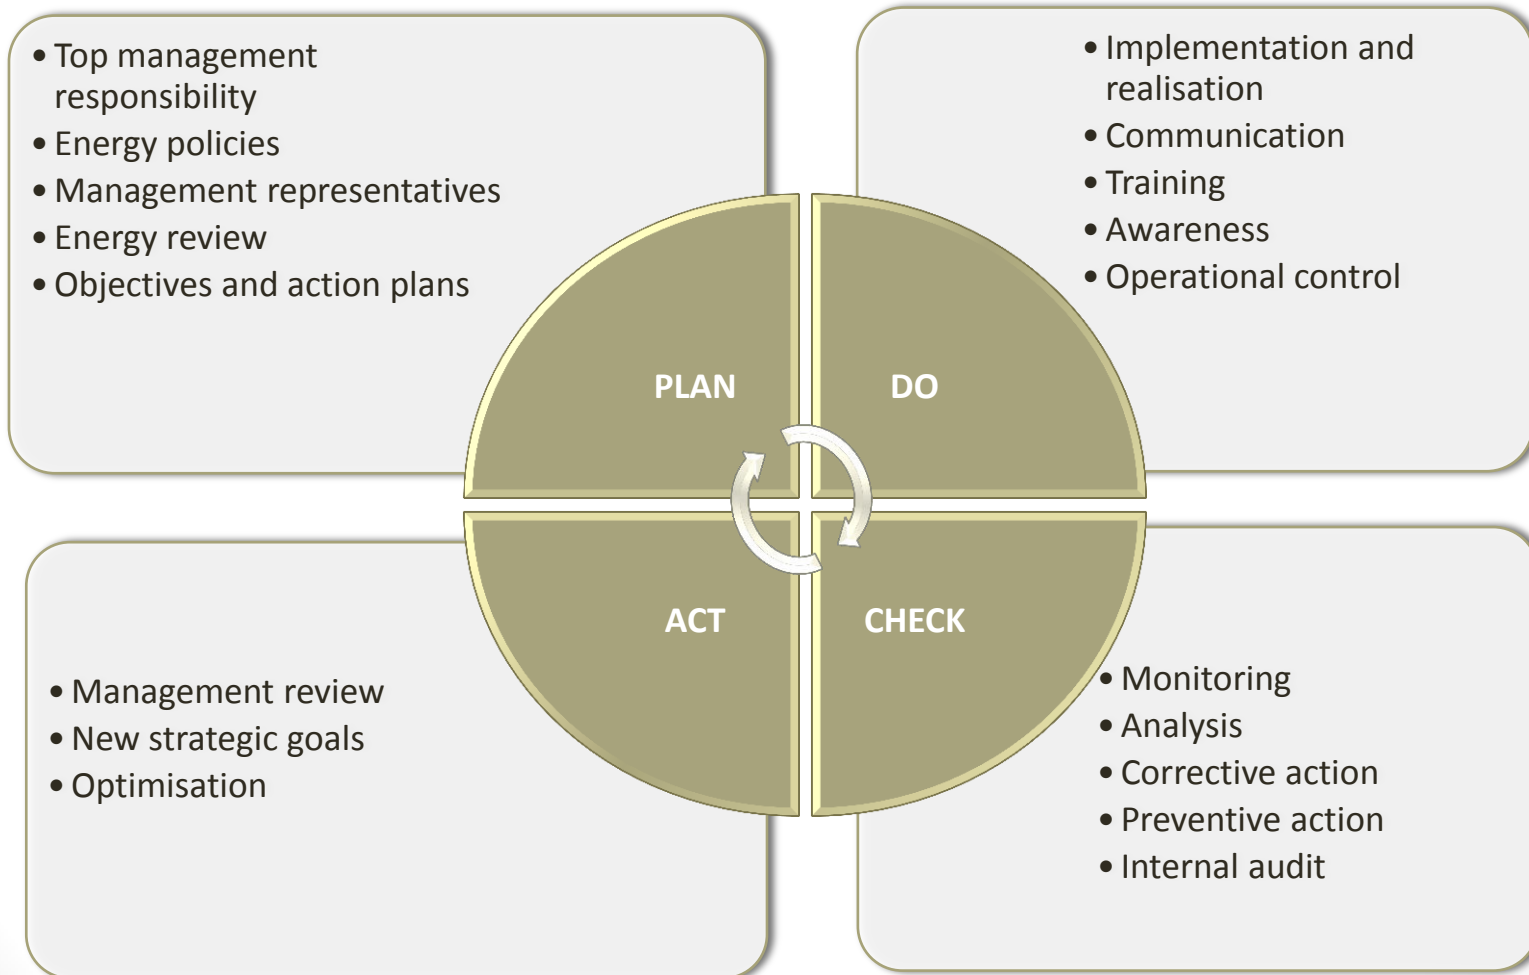 • Top management
responsibility
• Energy policies
• Management representatives
• Energy review
• Objectives and action plans
• Implementation and
realisation
• Communication
• Training
• Awareness
• Operational control
PLAN
DO
ACT
CHECK
• Management review
• New strategic goals
• Optimisation
• Monitoring
• Analysis
• Corrective action
• Preventive action
• Internal audit